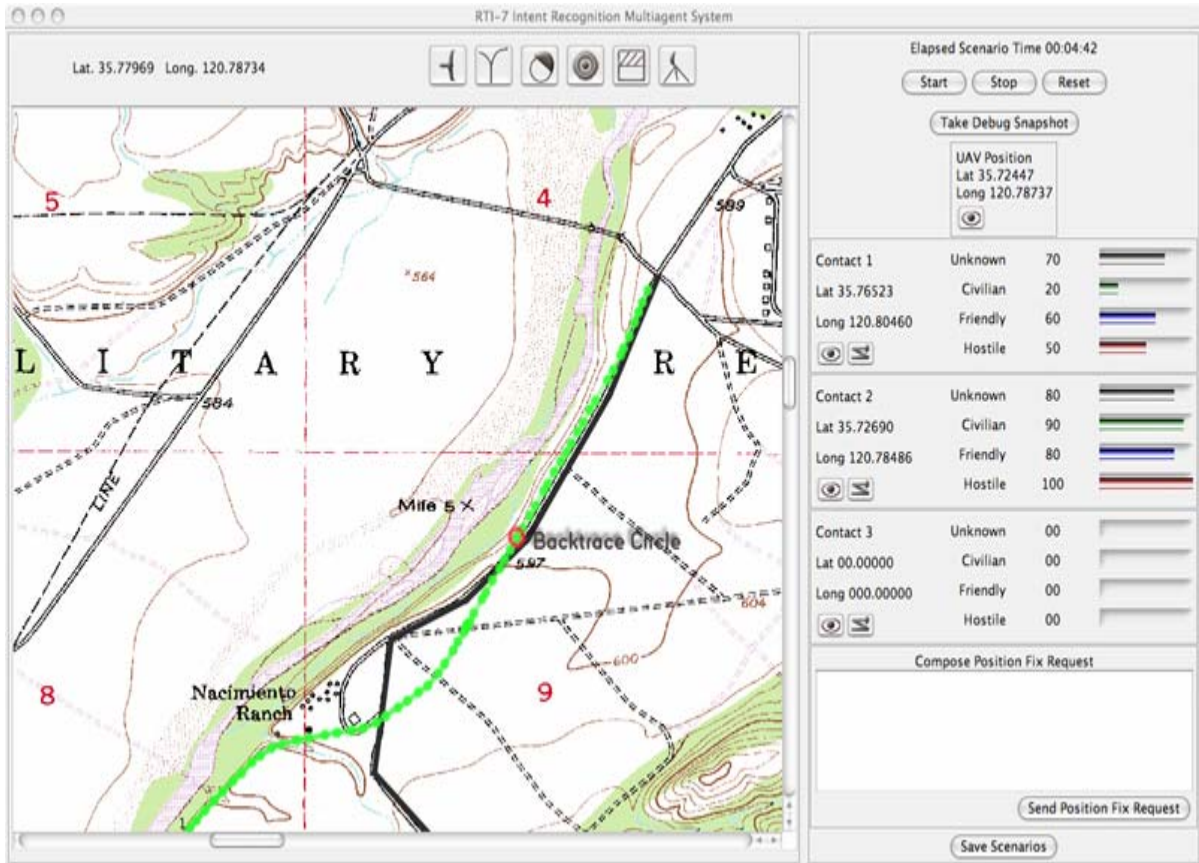 RTI-7 Intent Recognition Multiagent System
Lat. 35.77969 Long. 120.78734
5
4
589
×564
L I T A R Y R E
584
LINE
Mile 5 X
Backtrace Circle
597
604
600
8
Nacimiento
Ranch
9
1
Elapsed Scenario Time 00:04:42
Start Stop Reset
Take Debug Snapshot
UAV Position
Lat 35.72447
Long 120.78737
Contact 1 Unknown 70
Lat 35.76523 Civilian 20
Long 120.80460 Friendly 60
Hostile 50
Contact 2 Unknown 80
Lat 35.72690 Civilian 90
Long 120.78486 Friendly 80
Hostile 100
Contact 3 Unknown 00
Lat 00.00000 Civilian 00
Long 000.00000 Friendly 00
Hostile 00
Compose Position Fix Request
Send Position Fix Request
Save Scenarios